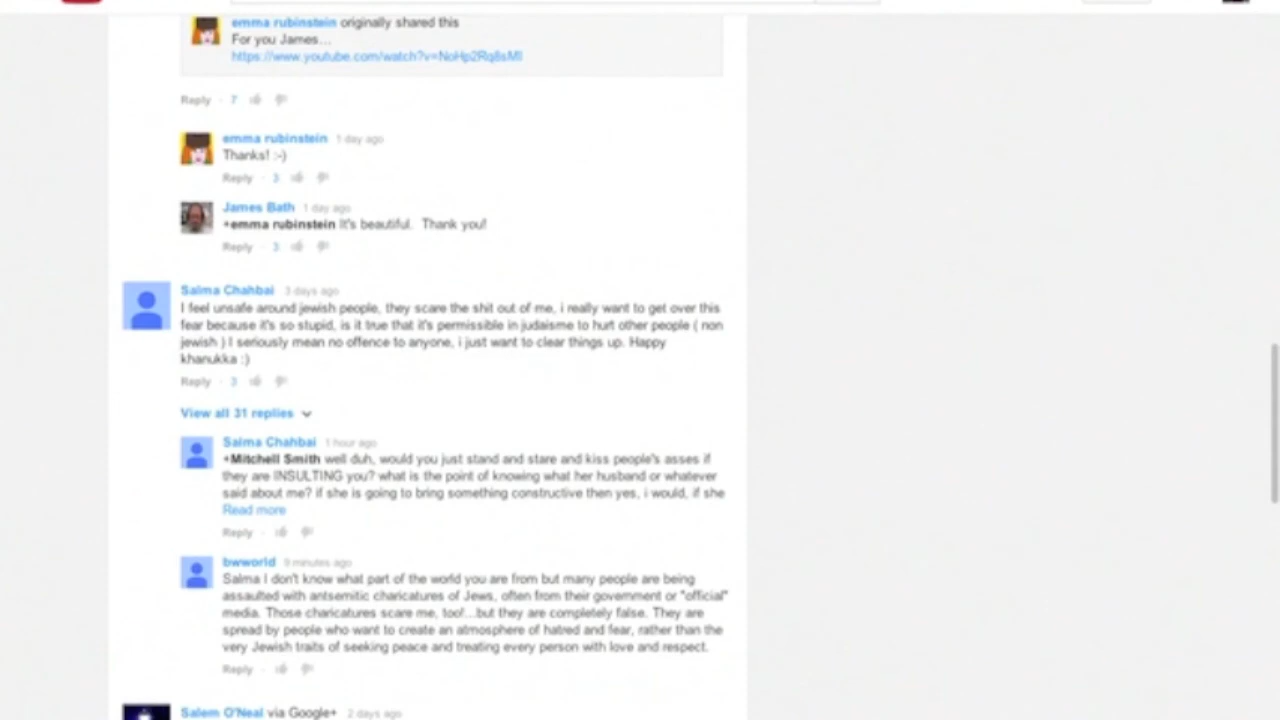 emma rubinstein originally shared this
For you James...
https://www.youtube.com/watch?v=NoHp2Rq8sMI
Reply · 7
emma rubinstein 1 day ago
Thanks! :-)
Reply · 3
James Bath 1 day ago
+emma rubinstein It's beautiful. Thank you!
Reply · 3
Salma Chahbai 3 days ago
I feel unsafe around jewish people, they scare the shit out of me, i really want to get over this
fear because it's so stupid, is it true that it's permissible in judaisme to hurt other people ( non
jewish ) I seriously mean no offence to anyone, i just want to clear things up. Happy
khanukka :)
Reply · 3
View all 31 replies
Salma Chahbai 1 hour ago
+Mitchell Smith well duh, would you just stand and stare and kiss people's asses if
they are INSULTING you? what is the point of knowing what her husband or whatever
said about me? if she is going to bring something constructive then yes, i would, if she
Read more
Reply ·
bwworld 9 minutes ago
Salma I don't know what part of the world you are from but many people are being
assaulted with antsemitic charicatures of Jews, often from their government or "official"
media. Those charicatures scare me, too!...but they are completely false. They are
spread by people who want to create an atmosphere of hatred and fear, rather than the
very Jewish traits of seeking peace and treating every person with love and respect.
Reply ·
Salem O'Neal via Google+ 2 days ago